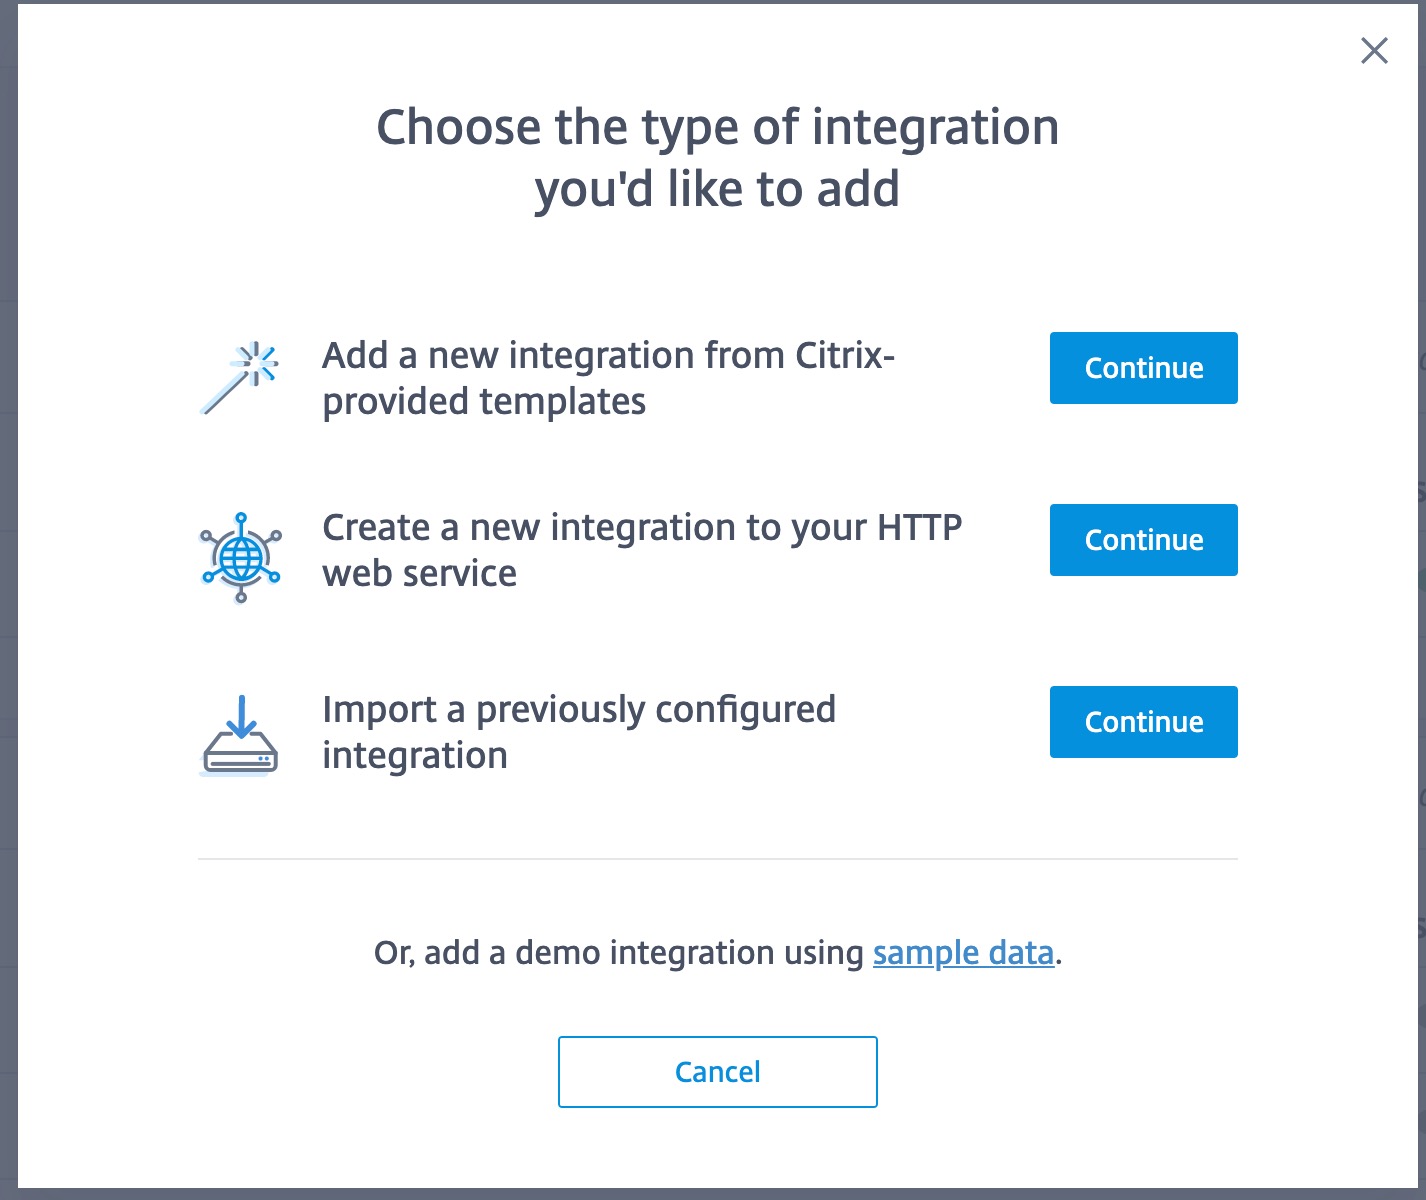 Choose the type of integration
you'd like to add
Add a new integration from Citrix-
provided templates
Continue
Create a new integration to your HTTP
web service
Continue
Import a previously configured
integration
Continue
Or, add a demo integration using sample data.
Cancel